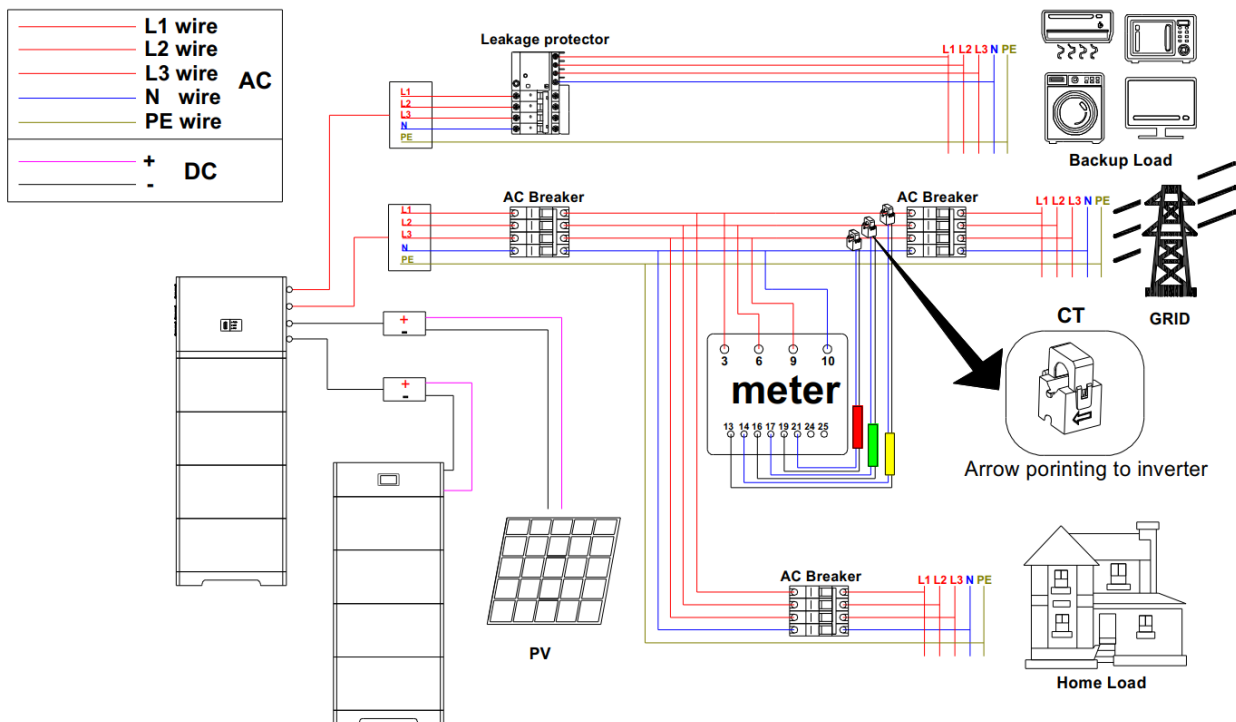 L1 wire
L2 wire
L3 wire
N wire
PE wire
AC
+
-
DC
Leakage protector
L1
L2
L3
N
PE
L1 L2 L3 N PE
Backup Load
AC Breaker
AC Breaker
L1
L2
L3
N
PE
L1 L2 L3 N PE
GRID
CT
Arrow porinting to inverter
+
-
+
-
3 6 9 10
meter
13 14 16 17 19 21 24 25
PV
AC Breaker
L1 L2 L3 N PE
Home Load